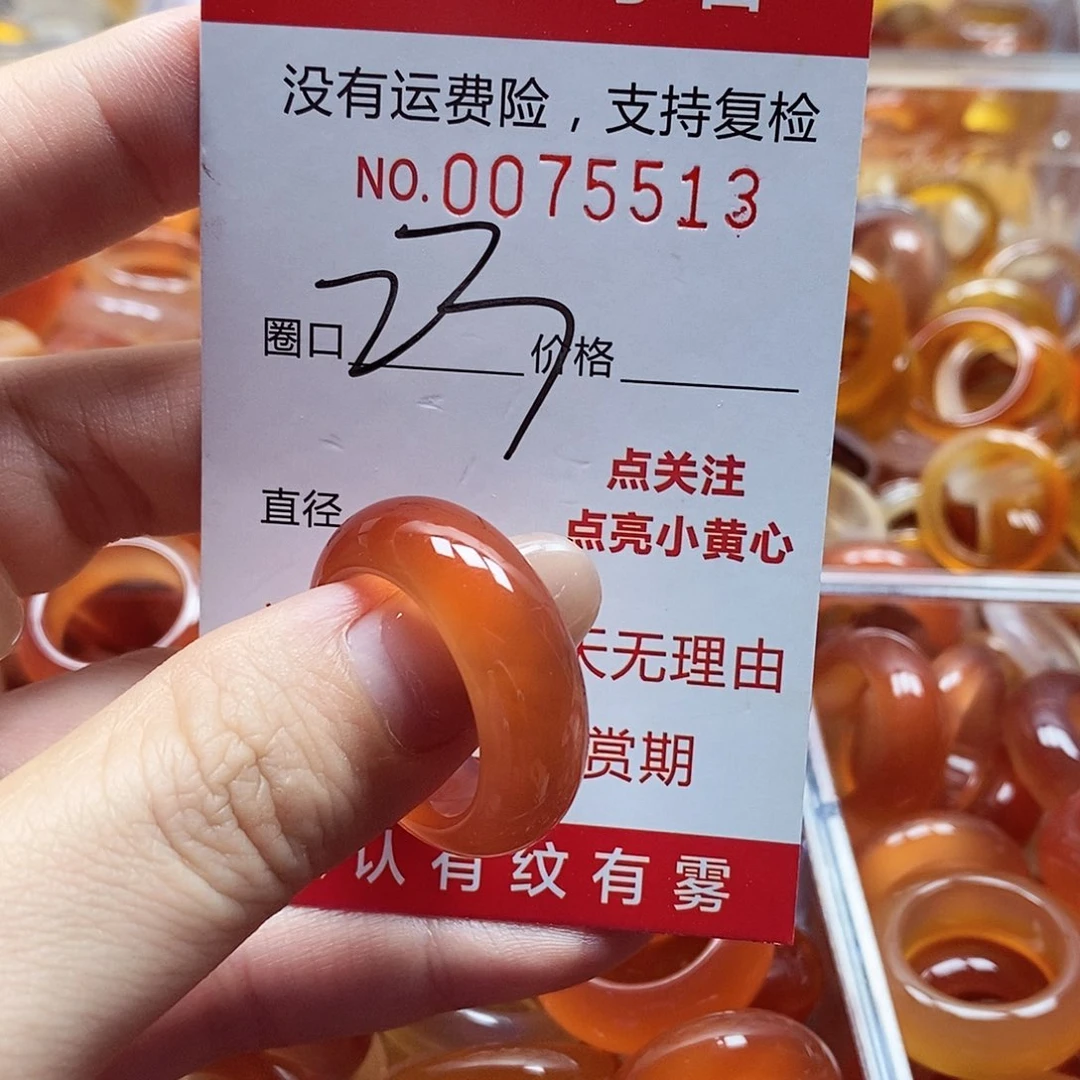 没有运费险，支持复检
NO.0075513
圈口 23 价格
点关注
直径
点亮小黄心
天无理由
赏期
认有纹有雾